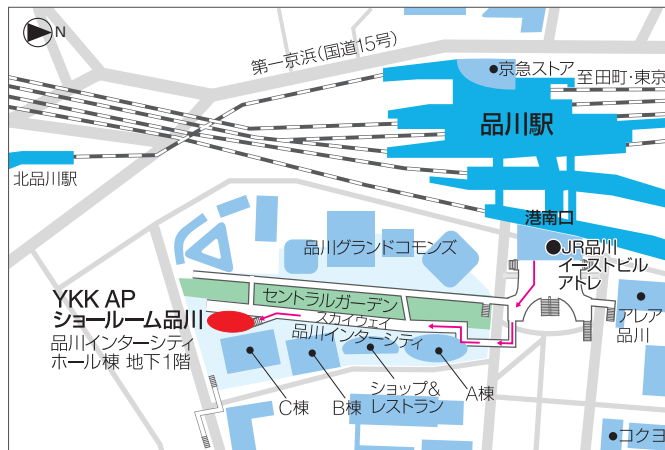 N
第一京浜(国道15号)
京急ストア
至田町・東京
品川駅
北品川駅
港南口
JR品川
イーストビル
アトレ
品川グランドコモンズ
セントラルガーデン
スカイウェイ
品川インターシティ
YKK AP
ショールーム品川
品川インターシティ
ホール棟 地下1階
アレア
品川
C棟
B棟
ショップ&
レストラン
A棟
コクヨ